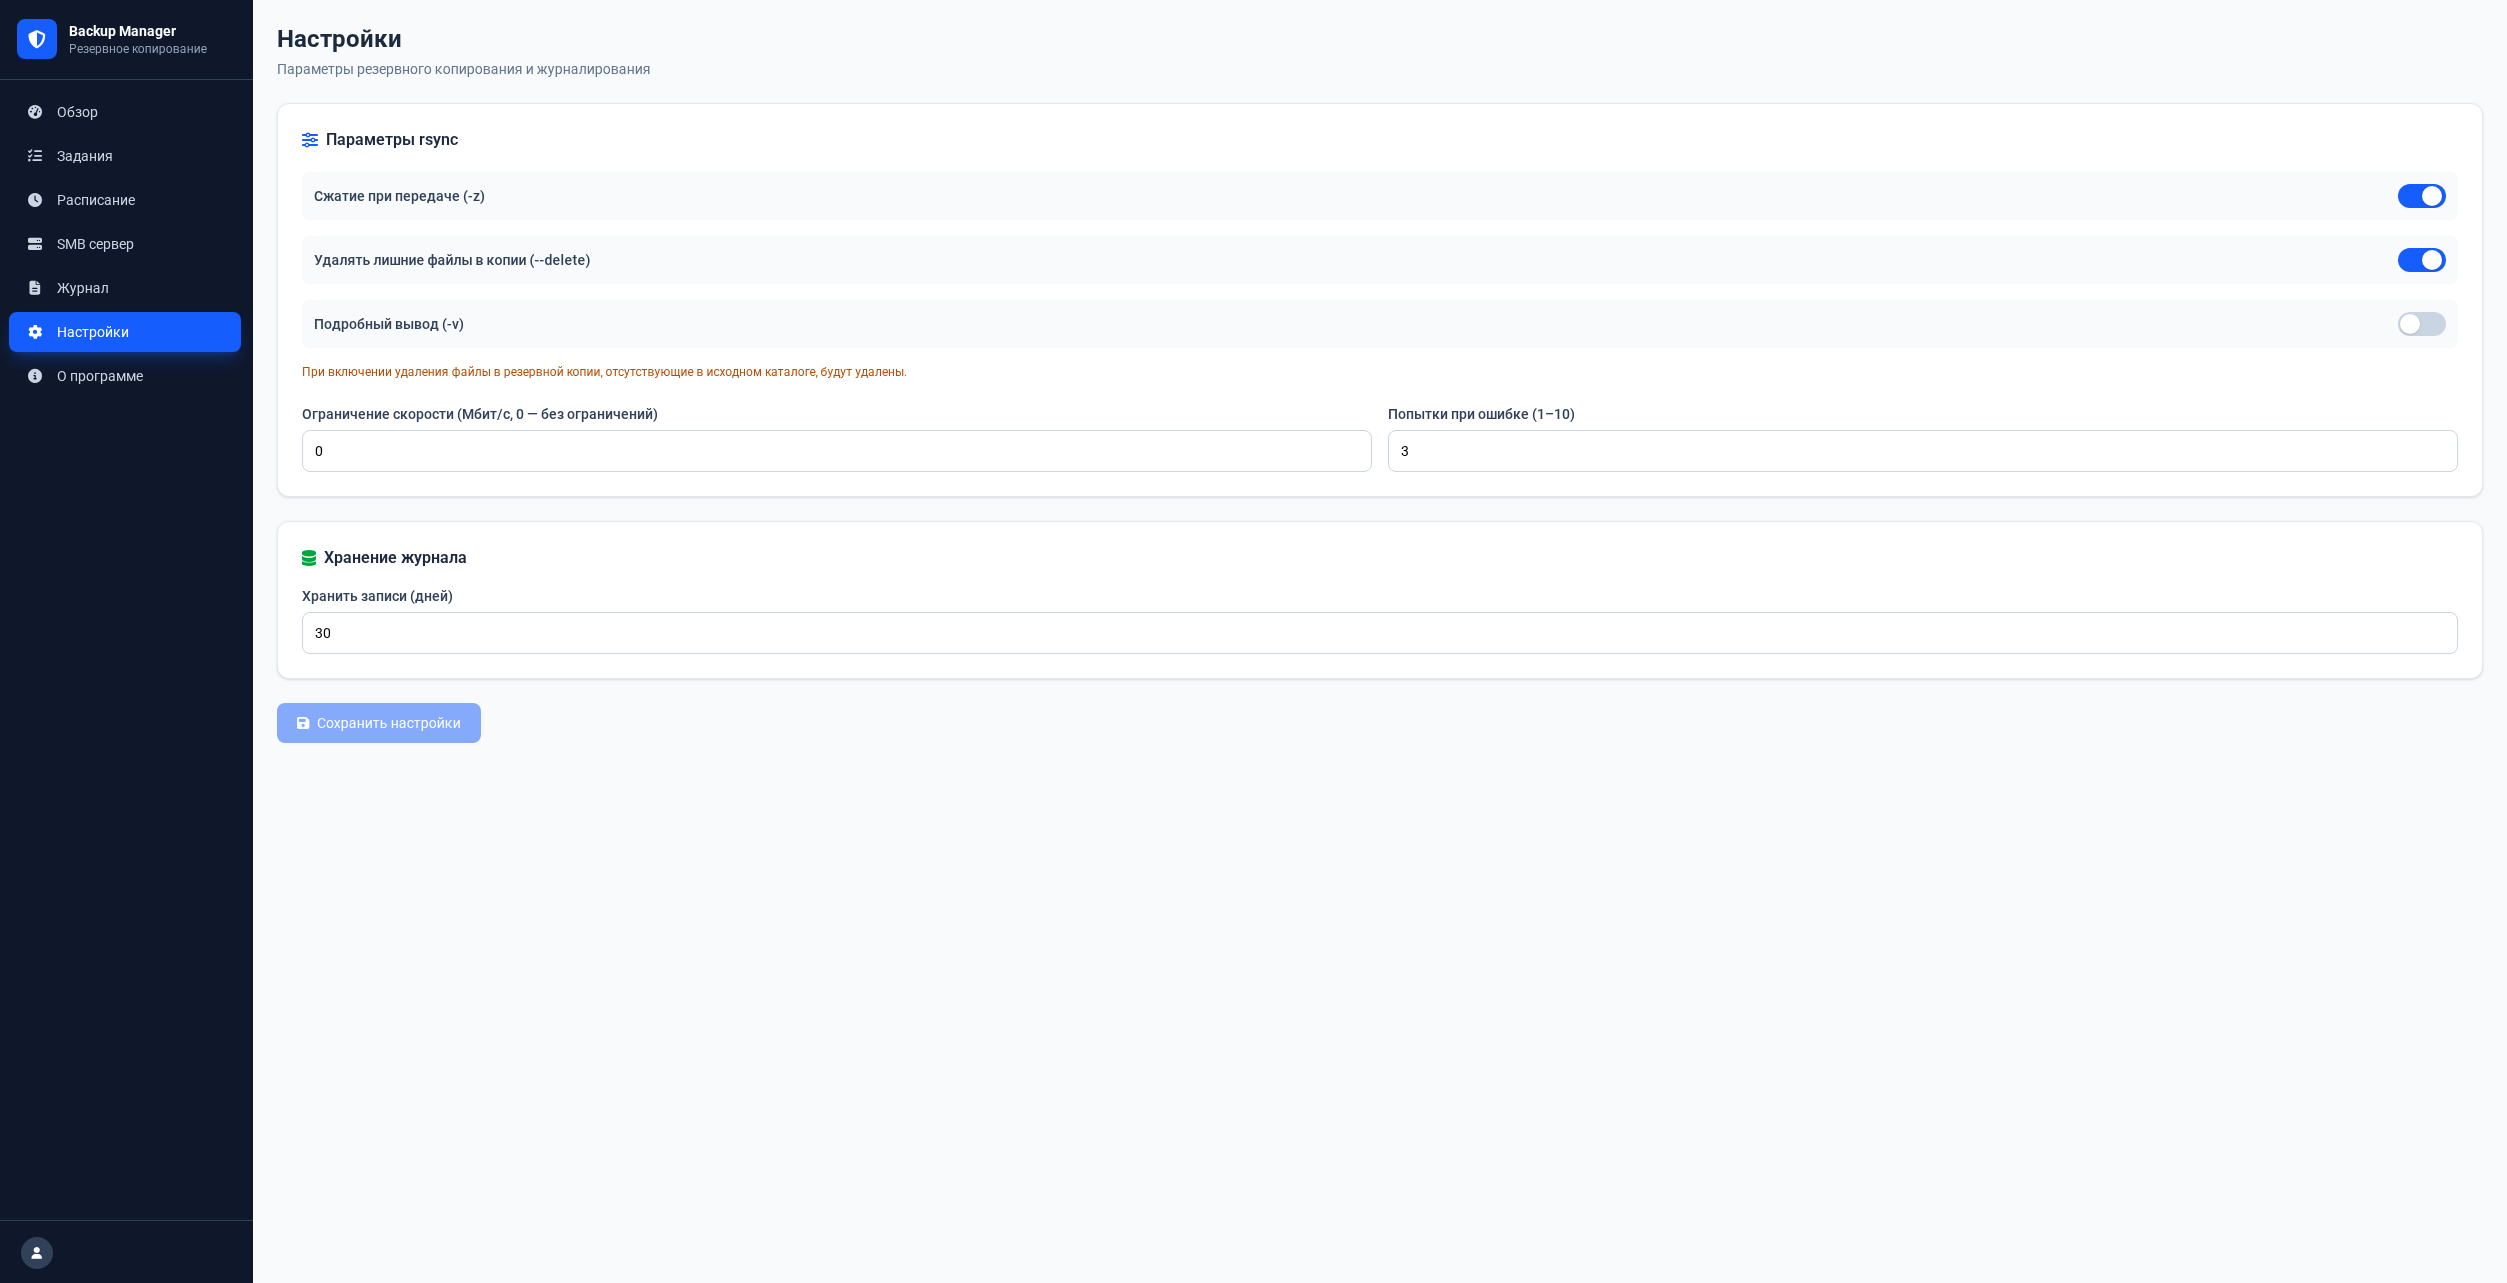 Backup Manager
Резервное копирование
Обзор
Задания
Расписание
SMB сервер
Журнал
Настройки
О программе
Настройки
Параметры резервного копирования и журналирования
Параметры rsync
Сжатие при передаче (-z)
Удалять лишние файлы в копии (--delete)
Подробный вывод (-v)
При включении удаления файлы в резервной копии, отсутствующие в исходном каталоге, будут удалены.
Ограничение скорости (Мбит/с, 0 — без ограничений)
0
Попытки при ошибке (1–10)
3
Хранение журнала
Хранить записи (дней)
30
Сохранить настройки